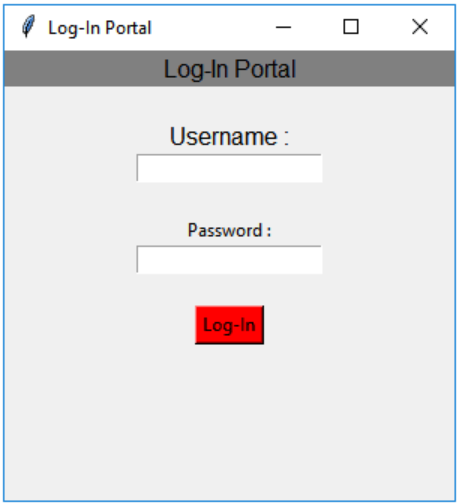 Log-In Portal
Log-In Portal
Username :
Password :
Log-In